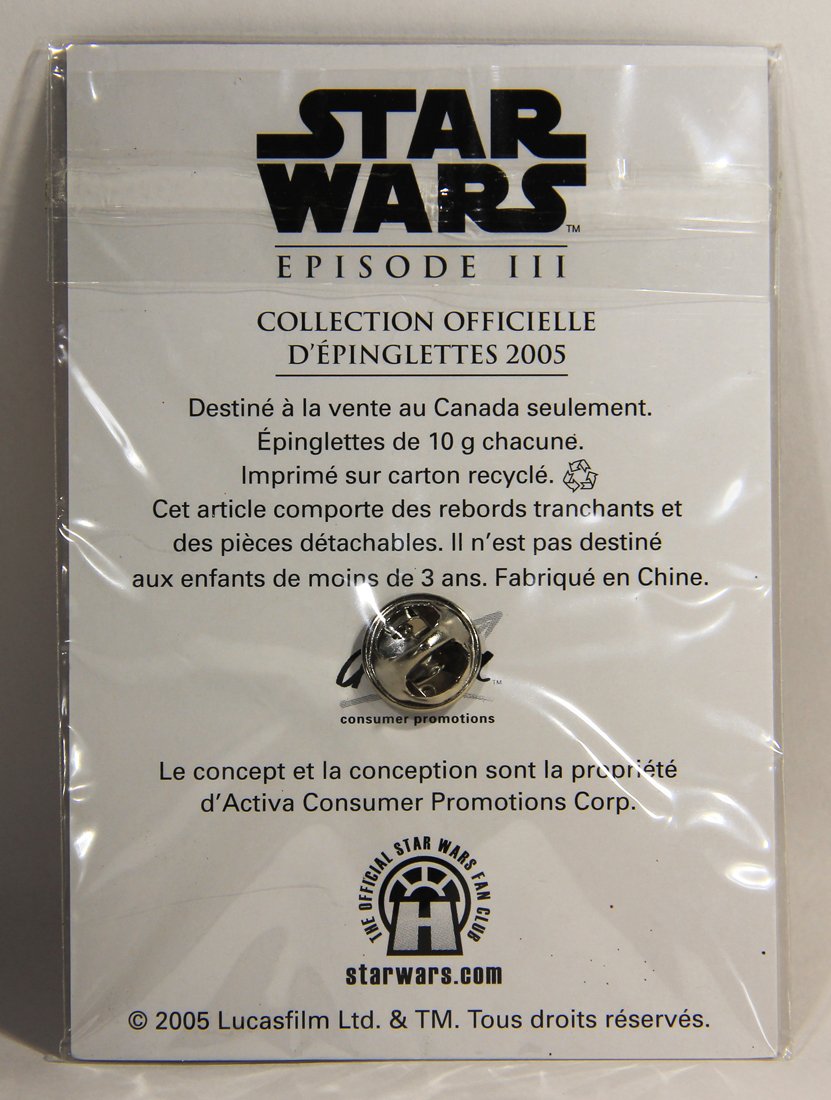 STAR
WARS™
EPISODE III
COLLECTION OFFICIELLE
D'ÉPINGLETTES 2005
Destiné à la vente au Canada seulement.
Épinglettes de 10 g chacune.
Imprimé sur carton recyclé.
Cet article comporte des rebords tranchants et
des pièces détachables. Il n'est pas destiné
aux enfants de moins de 3 ans. Fabriqué en Chine.
consumer promotions
Le concept et la conception sont la propriété
d'Activa Consumer Promotions Corp.
THE OFFICIAL STAR WARS FAN CLUB
starwars.com
© 2005 Lucasfilm Ltd. & TM. Tous droits réservés.